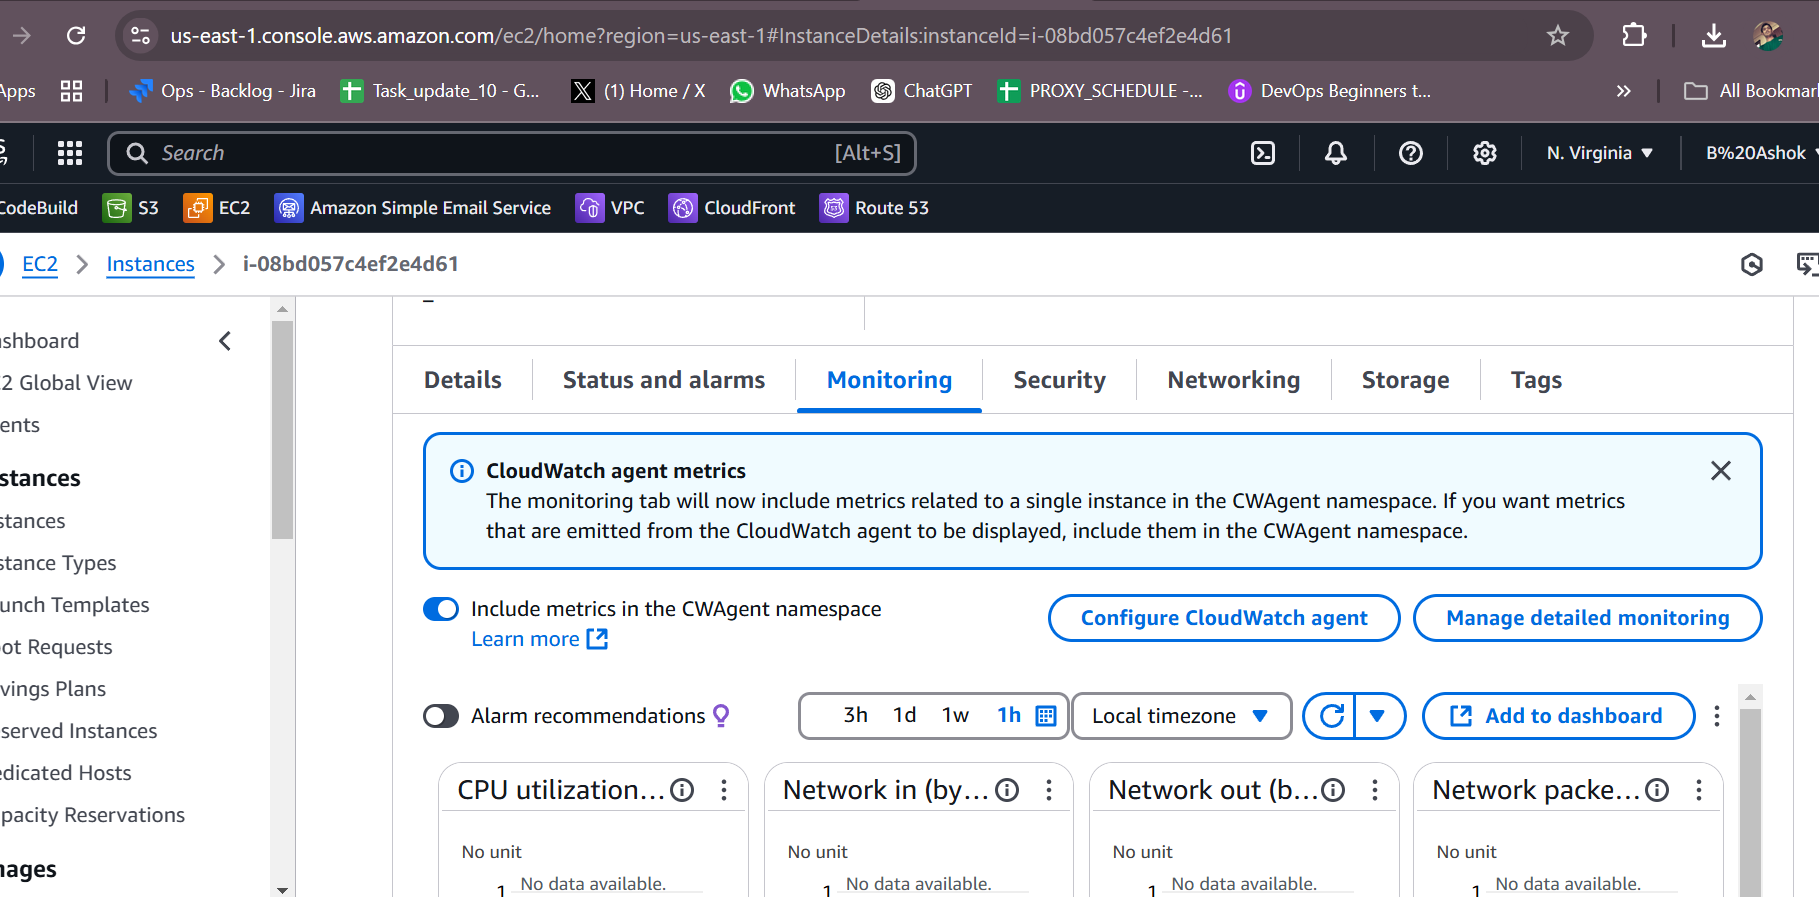 us-east-1.console.aws.amazon.com/ec2/home?region=us-east-1#InstanceDetails:instanceId=i-08bd057c4ef2e4d61
Apps
Ops - Backlog - Jira
Task_update_10 - G...
(1) Home / X
WhatsApp
ChatGPT
PROXY_SCHEDULE -...
DevOps Beginners t...
All Bookmar
Search
[Alt+S]
N. Virginia
B%20Ashok
CodeBuild
S3
EC2
Amazon Simple Email Service
VPC
CloudFront
Route 53
EC2
Instances
i-08bd057c4ef2e4d61
shboard
2 Global View
ents
stances
stances
stance Types
unch Templates
ot Requests
vings Plans
served Instances
edicated Hosts
pacity Reservations
ages
–
Details
Status and alarms
Monitoring
Security
Networking
Storage
Tags
CloudWatch agent metrics
The monitoring tab will now include metrics related to a single instance in the CWAgent namespace. If you want metrics
that are emitted from the CloudWatch agent to be displayed, include them in the CWAgent namespace.
Include metrics in the CWAgent namespace
Learn more
Configure CloudWatch agent
Manage detailed monitoring
Alarm recommendations
3h
1d
1w
1h
Local timezone
Add to dashboard
CPU utilization...
Network in (by...
Network out (b...
Network packe...
No unit
No unit
No unit
No unit
1
No data available.
1
No data available.
1
No data available.
1
No data available.